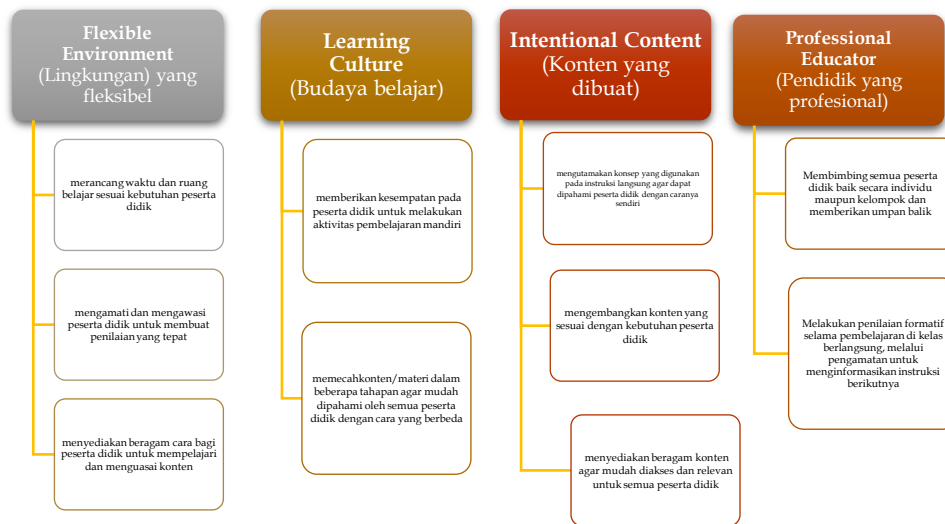 Flexible
Environment
(Lingkungan) yang
fleksibel
merancang waktu dan ruang
belajar sesuai kebutuhan peserta
didik
mengamati dan mengawasi
peserta didik untuk membuat
penilaian yang tepat
menyediakan beragam cara bagi
peserta didik untuk mempelajari
dan menguasai konten
Learning
Culture
(Budaya belajar)
memberikan kesempatan pada
peserta didik untuk melakukan
aktivitas pembelajaran mandiri
memecahkonten/materi dalam
beberapa tahapan agar mudah
dipahami oleh semua peserta
didik dengan cara yang berbeda
Intentional Content
(Konten yang
dibuat)
mengutamakan konsep yang digunakan
pada instruksi langsung agar dapat
dipahami peserta didik dengan caranya
sendiri
mengembangkan konten yang
sesuai dengan kebutuhan peserta
didik
menyediakan beragam konten
agar mudah diakses dan relevan
untuk semua peserta didik
Professional
Educator
(Pendidik yang
profesional)
Membimbing semua peserta
didik baik secara individu
maupun kelompok dan
memberikan umpan balik
Melakukan penilaian formatif
selama pembelajaran di kelas
berlangsung, melalui
pengamatan untuk
menginformasikan instruksi
berikutnya